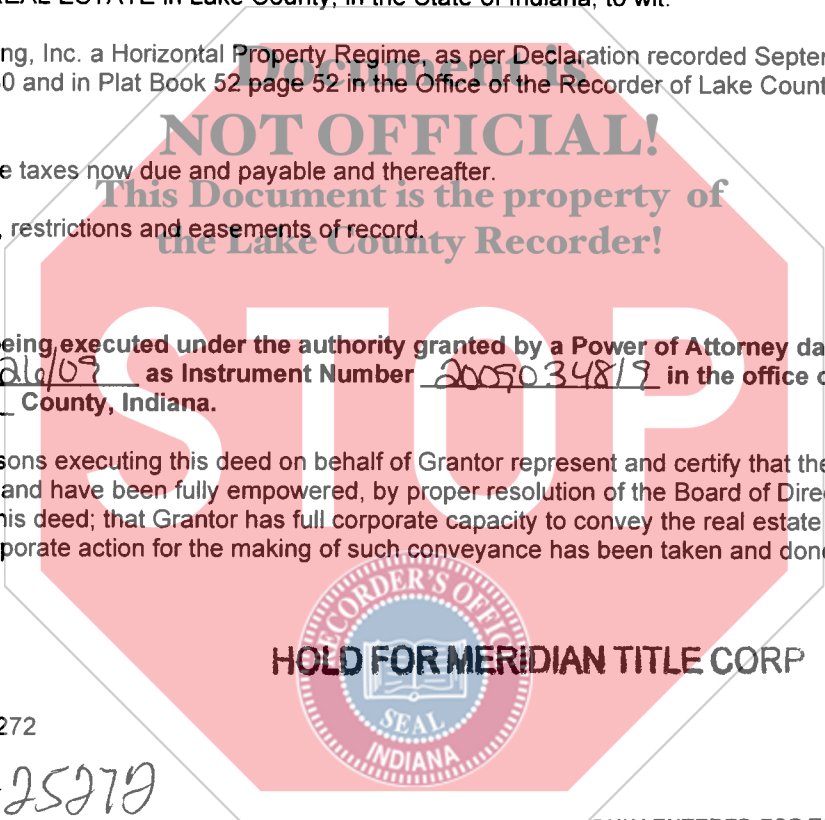 REAL ESTATE in Lake County, in the State of Indiana, to wit:
ng, Inc. a Horizontal Property Regime, as per Declaration recorded Septe
Document is
0 and in Plat Book 52 page 52 in the Office of the Recorder of Lake Count
NOT OFFICIAL!
e taxes now due and payable and thereafter.
This Document is the property of
, restrictions and easements of record.
the Lake County Recorder!
STOP
eing executed under the authority granted by a Power of Attorney da
26/09 as Instrument Number 2009034819 in the office o
County, Indiana.
sons executing this deed on behalf of Grantor represent and certify that the
and have been fully empowered, by proper resolution of the Board of Dire
his deed; that Grantor has full corporate capacity to convey the real estate
porate action for the making of such conveyance has been taken and done
RECORDER'S OFFIC
HOLD FOR MERIDIAN TITLE CORP
SEAL
INDIANA
272
-25272